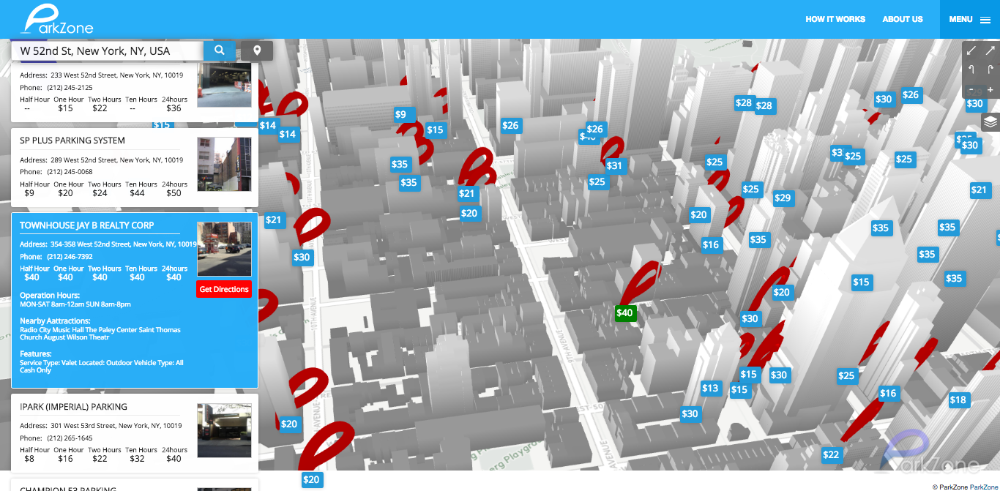 ParkZone
HOW IT WORKS
ABOUT US
MENU
W 52nd St, New York, NY, USA
Address: 233 West 52nd Street, New York, NY, 10019
Phone: (212) 245-2125
Half Hour One Hour Two Hours Ten Hours 24hours
-- $15 $22 -- $36
SP PLUS PARKING SYSTEM
Address: 289 West 52nd Street, New York, NY, 10019
Phone: (212) 245-0068
Half Hour One Hour Two Hours Ten Hours 24hours
$9 $20 $24 $44 $50
TOWNHOUSE JAY B REALTY CORP
Address: 354-358 West 52nd Street, New York, NY, 10019
Phone: (212) 246-7392
Half Hour One Hour Two Hours Ten Hours 24hours
$40 $40 $40 $40 $40
Get Directions
Operation Hours:
MON-SAT 8am-12am SUN 8am-8pm
Nearby Aattractions:
Radio City Music Hall The Paley Center Saint Thomas
Church August Wilson Theatr
Features:
Service Type: Valet Located: Outdoor Vehicle Type: All
Cash Only
IPARK (IMPERIAL) PARKING
Address: 301 West 53rd Street, New York, NY, 10019
Phone: (212) 265-1645
Half Hour One Hour Two Hours Ten Hours 24hours
$8 $16 $22 $32 $40
CHAMPION 53 PARKING
$15
$14
$14
$9
$15
$26
$26
$28
$28
$30
$26
$30
$35
$35
$31
$25
$25
$25
$25
$30
$21
$20
$21
$30
$25
$29
$20
$16
$35
$21
$35
$35
$35
$35
$15
$20
$40
$30
$15
$30
$13
$15
$25
$16
$18
$30
$20
$22
$20
10TH AVENUE
9TH AVENUE
AVENUE
AVENUE
WEST
EST-50
erg Playgro
ParkZone
© ParkZone ParkZone